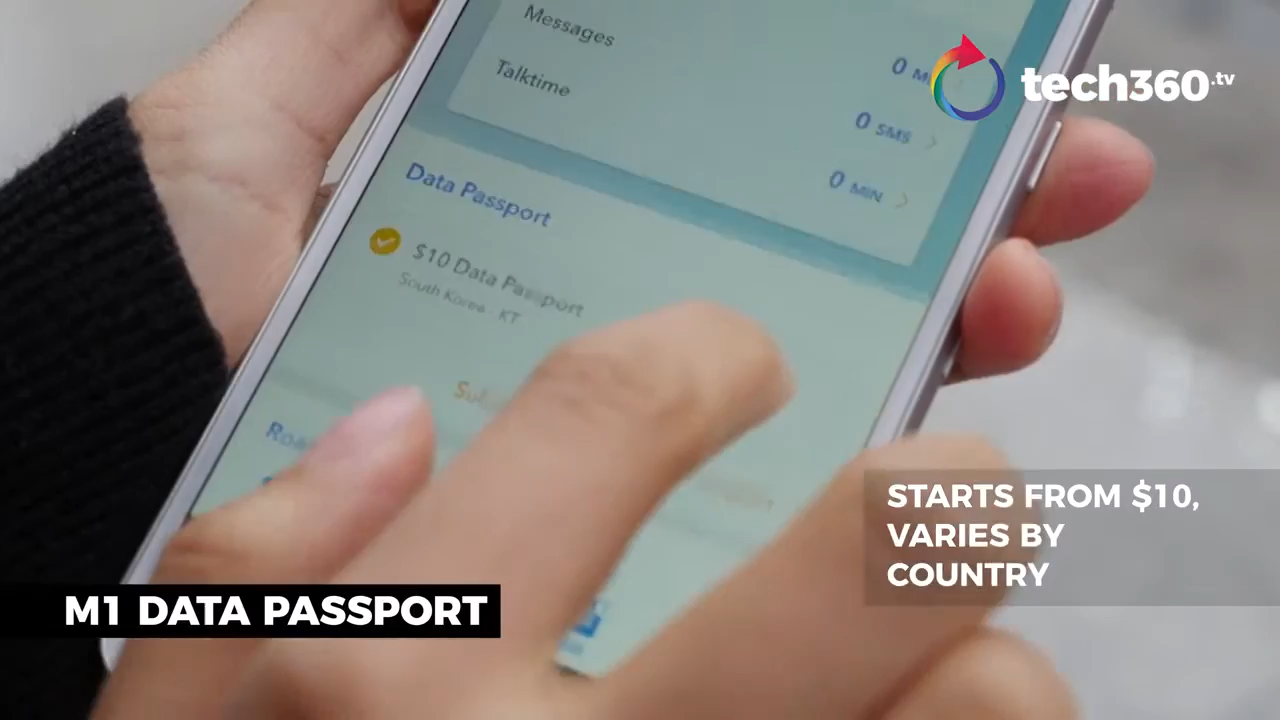 Messages
Talktime
0 M
0 SMS
0 MIN
tech360.tv
Data Passport
$10 Data Passport
South Korea - KT
STARTS FROM $10,
VARIES BY
COUNTRY
M1 DATA PASSPORT